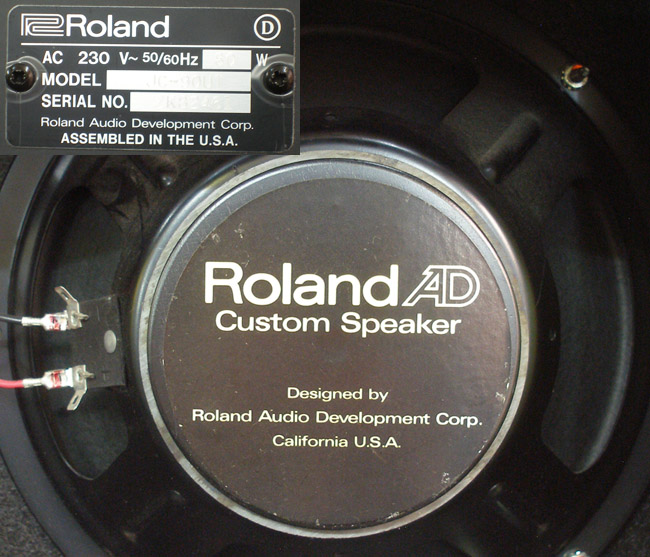 Roland D
AC 230 V~ 50/60Hz W
MODEL
SERIAL NO.
Roland Audio Development Corp.
ASSEMBLED IN THE U.S.A.
Roland AD
Custom Speaker
Designed by
Roland Audio Development Corp.
California U.S.A.